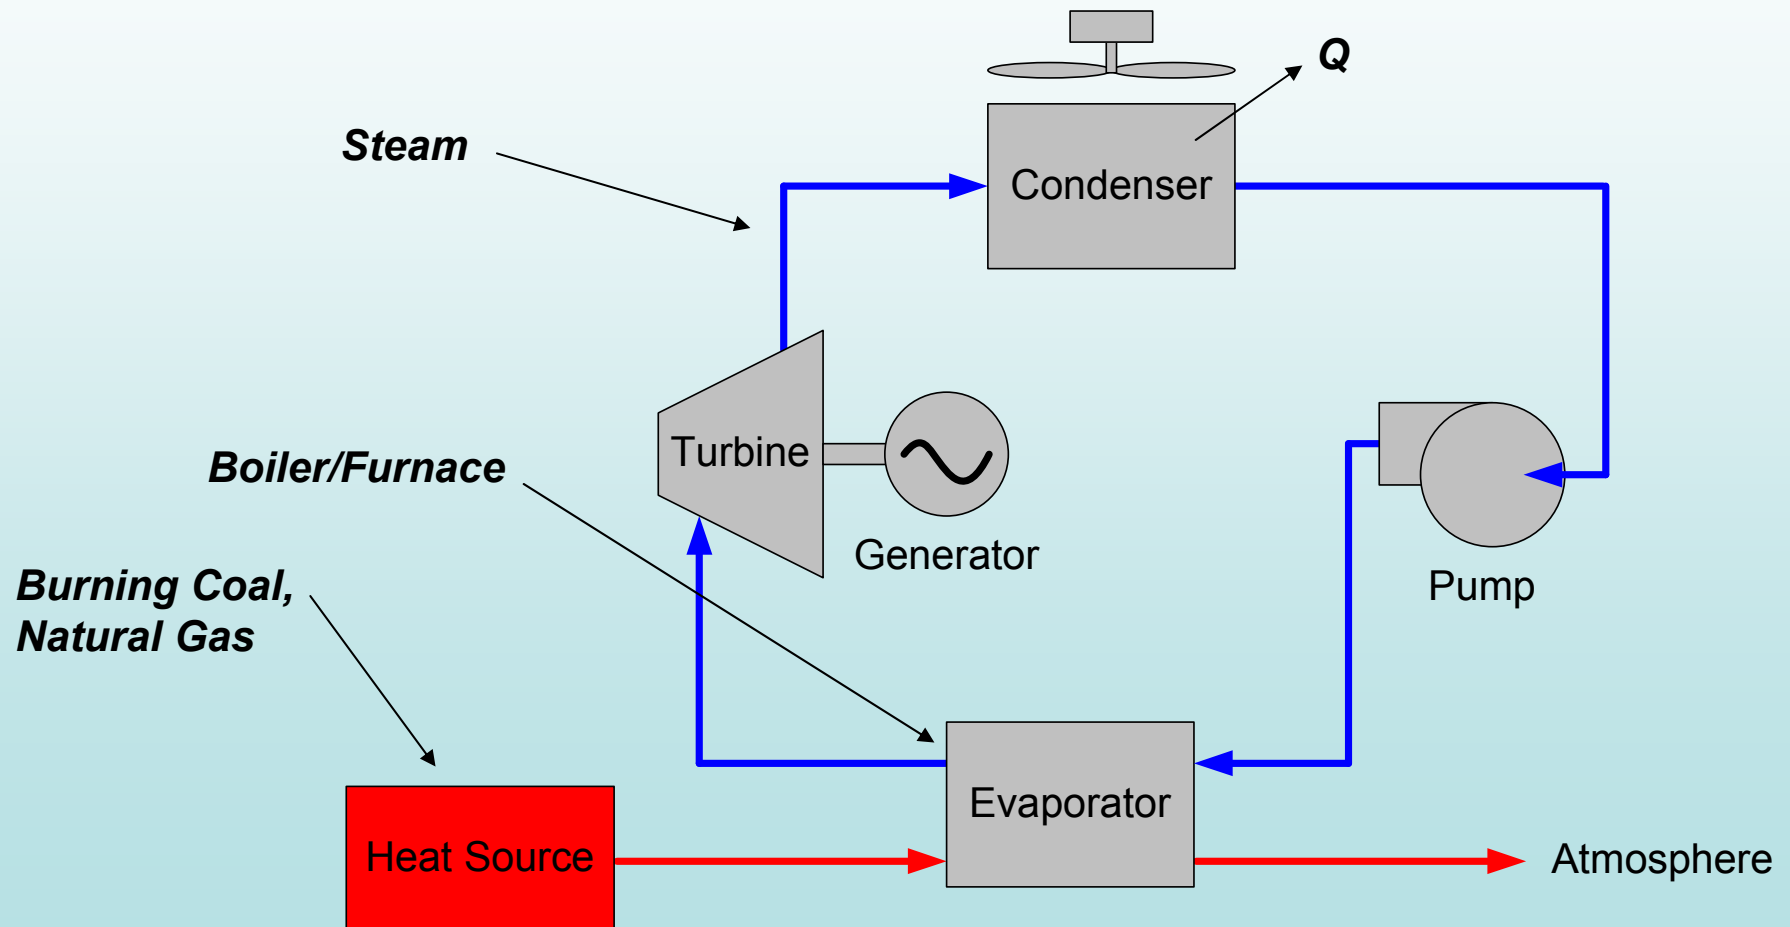 Q
Steam
Condenser
Turbine
Boiler/Furnace
Generator
Burning Coal,
Natural Gas
Pump
Evaporator
Heat Source
Atmosphere